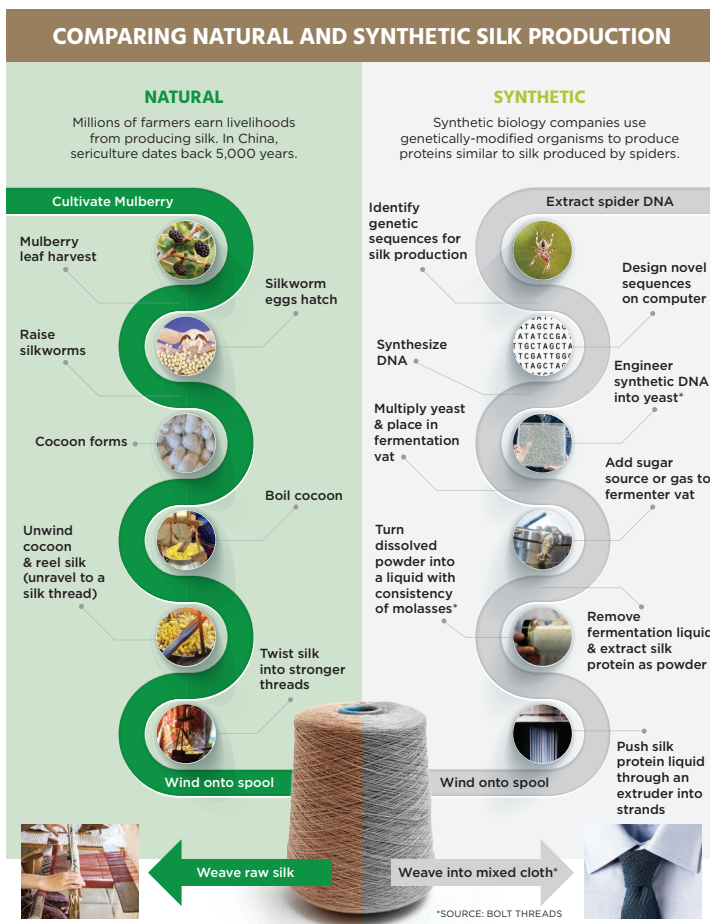 COMPARING NATURAL AND SYNTHETIC SILK PRODUCTION
NATURAL
Millions of farmers earn livelihoods
from producing silk. In China,
sericulture dates back 5,000 years.
Cultivate Mulberry
Mulberry
leaf harvest
Silkworm
eggs hatch
Raise
silkworms
Cocoon forms
Boil cocoon
Unwind
cocoon
& reel silk
(unravel to a
silk thread)
Twist silk
into stronger
threads
Wind onto spool
Weave raw silk
SYNTHETIC
Synthetic biology companies use
genetically-modified organisms to produce
proteins similar to silk produced by spiders.
Extract spider DNA
Identify
genetic
sequences for
silk production
Design novel
sequences
on computer
ATAGCTAG
ATATCCGA
TTGCTAGCTA
TCGATTGGC
ATAGCTAG
Synthesize
DNA
Engineer
synthetic DNA
into yeast*
Multiply yeast
& place in
fermentation
vat
Add sugar
source or gas to
fermenter vat
Turn
dissolved
powder into
a liquid with
consistency
of molasses*
Remove
fermentation liquid
& extract silk
protein as powder
Push silk
protein liquid
through an
extruder into
strands
Wind onto spool
Weave into mixed cloth*
*SOURCE: BOLT THREADS